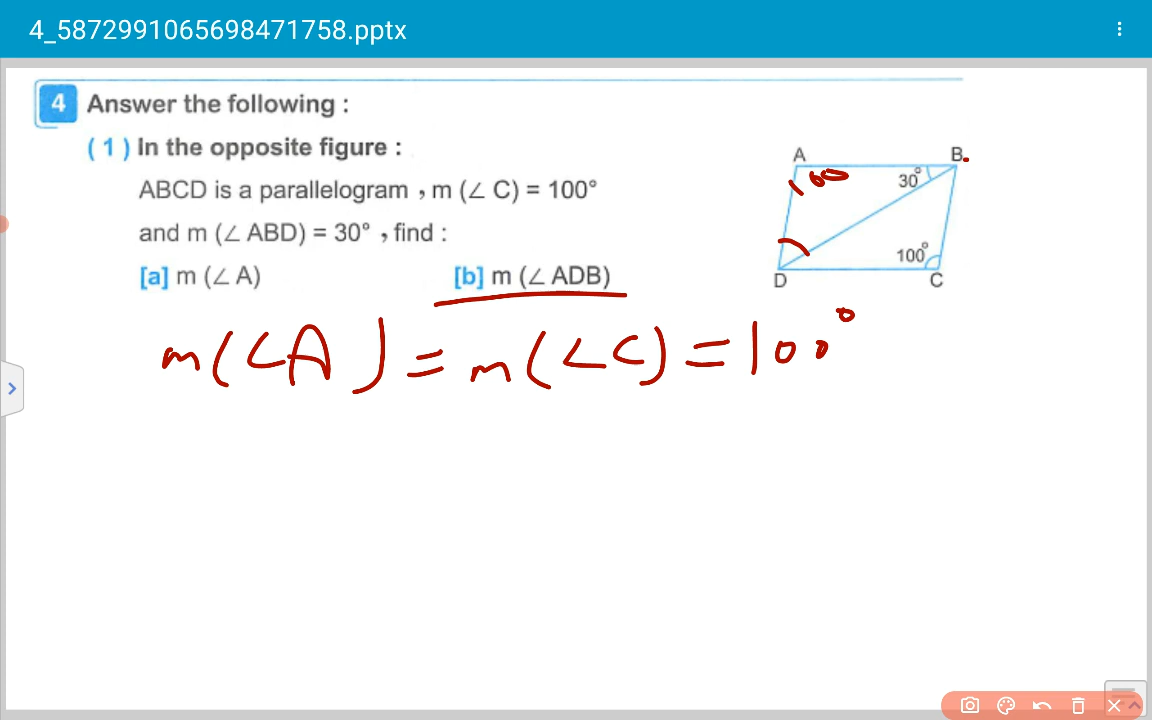 4_5872991065698471758.pptx
4 Answer the following :
( 1 ) In the opposite figure :
ABCD is a parallelogram , m (∠ C) = 100°
and m (∠ ABD) = 30° , find :
[a] m (∠ A) [b] m (∠ ADB)
A B
100 30°
100°
D C
m(∠A) = m(∠C) = 100°